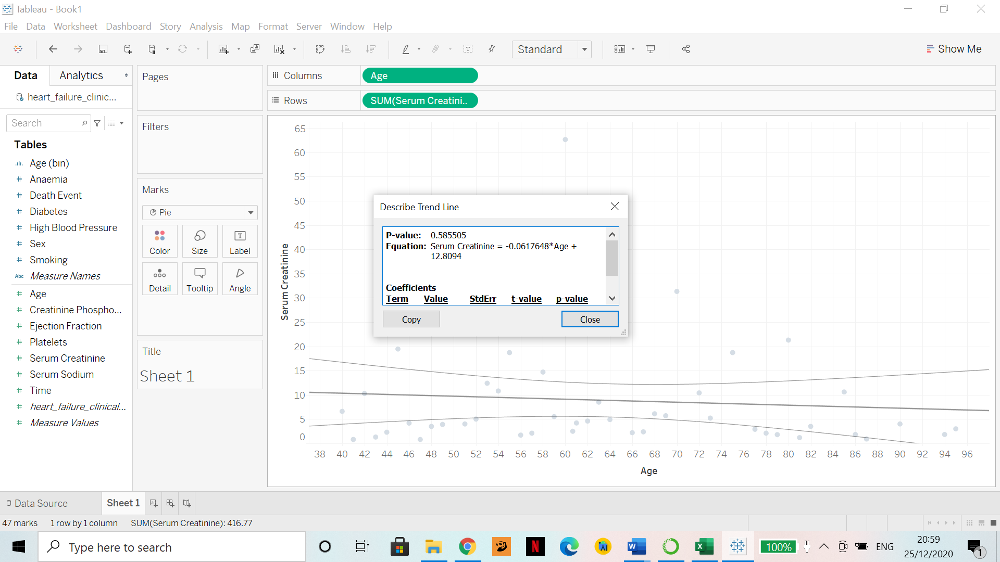 Tableau - Book1
File Data Worksheet Dashboard Story Analysis Map Format Server Window Help
Standard
Show Me
Data
Analytics
heart_failure_clinic...
Search
Tables
Age (bin)
Anaemia
Death Event
Diabetes
High Blood Pressure
Sex
Smoking
Abc Measure Names
Age
Creatinine Phospho...
Ejection Fraction
Platelets
Serum Creatinine
Serum Sodium
Time
heart_failure_clinical...
Measure Values
Pages
Filters
Marks
Pie
Color Size Label
Detail Tooltip Angle
Title
Sheet 1
Columns Age
Rows SUM(Serum Creatini..
65
60
55
50
45
40
35
30
25
20
15
10
5
0
Serum Creatinine
38 40 42 44 46 48 50 52 54 56 58 60 62 64 66 68 70 72 74 76 78 80 82 84 86 88 90 92 94 96
Age
Describe Trend Line
P-value: 0.585505
Equation: Serum Creatinine = -0.0617648*Age +
12.8094
Coefficients
Term Value StdErr t-value p-value
Copy Close
Data Source Sheet 1
47 marks 1 row by 1 column SUM(Serum Creatinine): 416.77
Type here to search
100%
ENG
20:59
25/12/2020
1